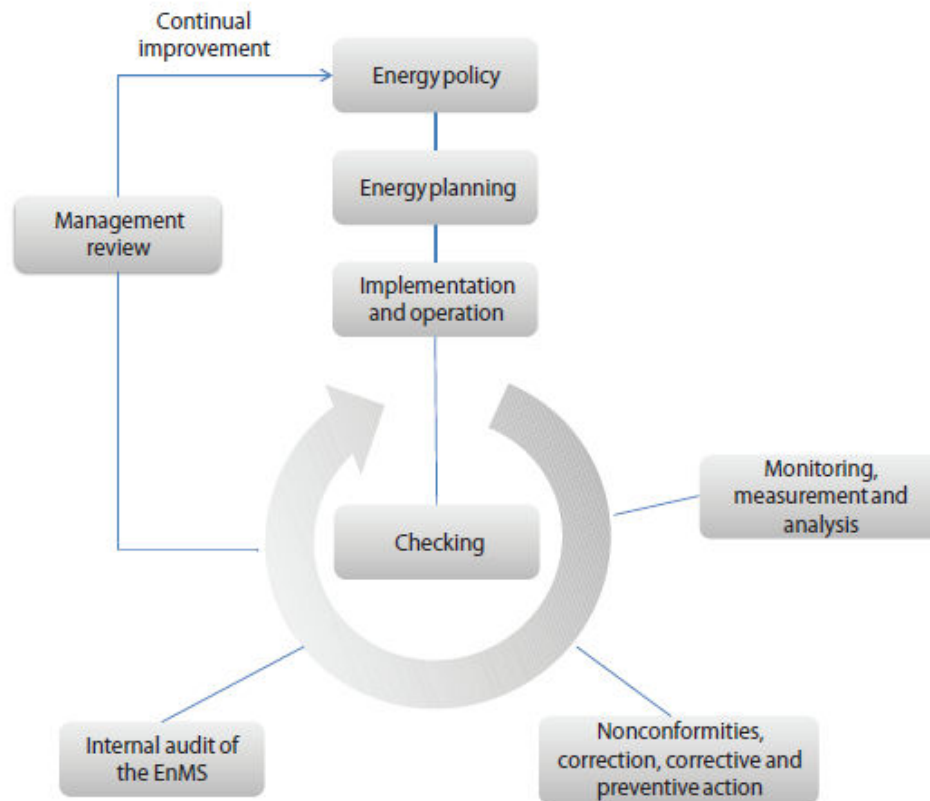 Continual
improvement
Energy policy
Energy planning
Management
review
Implementation
and operation
Monitoring,
measurement and
analysis
Checking
Internal audit of
the EnMS
Nonconformities,
correction, corrective and
preventive action